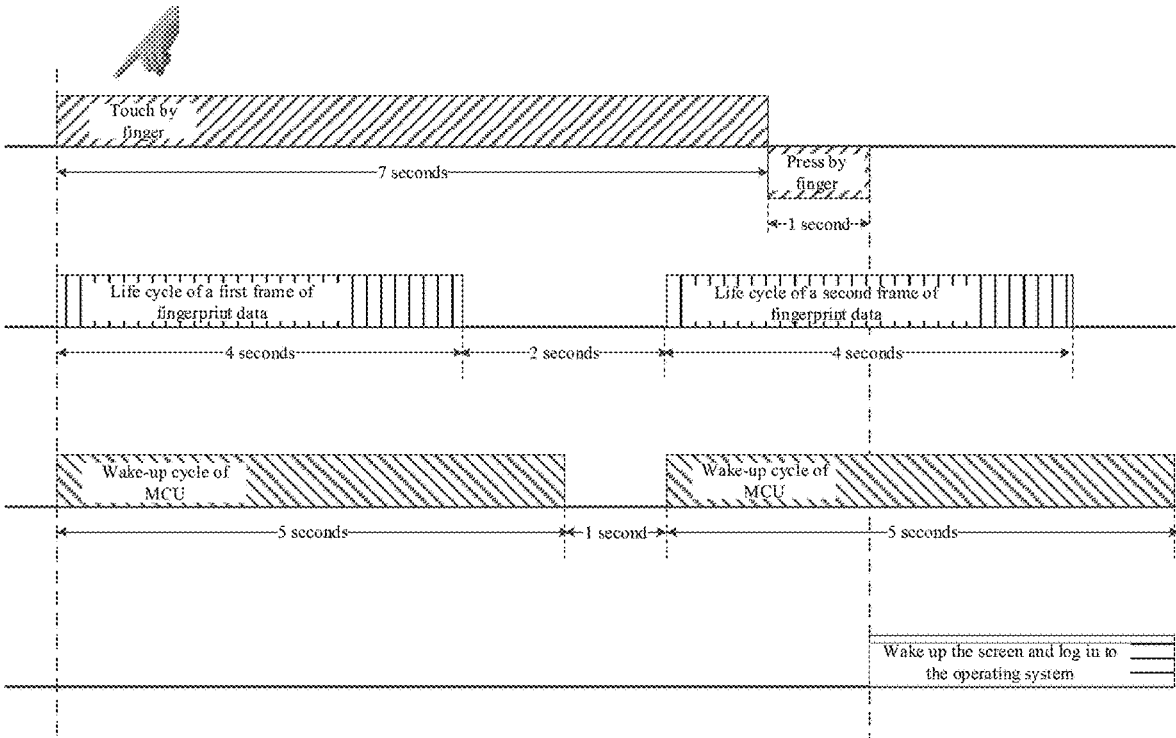 Touch by
finger
7 seconds
Press by
finger
1 second
Life cycle of a first frame of
fingerprint data
Life cycle of a second frame of
fingerprint data
4 seconds
2 seconds
4 seconds
Wake-up cycle of
MCU
Wake-up cycle of
MCU
5 seconds
1 second
5 seconds
Wake up the screen and log in to
the operating system